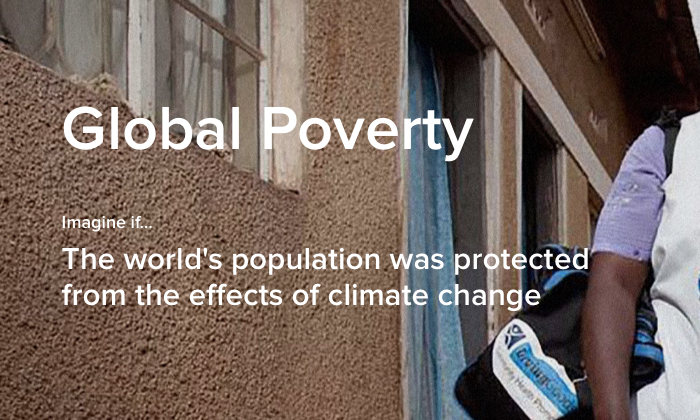 Global Poverty
Imagine if...
The world's population was protected
from the effects of climate change